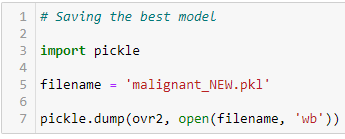 1 # Saving the best model
2
3 import pickle
4
5 filename = 'malignant_NEW.pkl'
6
7 pickle.dump(ovr2, open(filename, 'wb'))